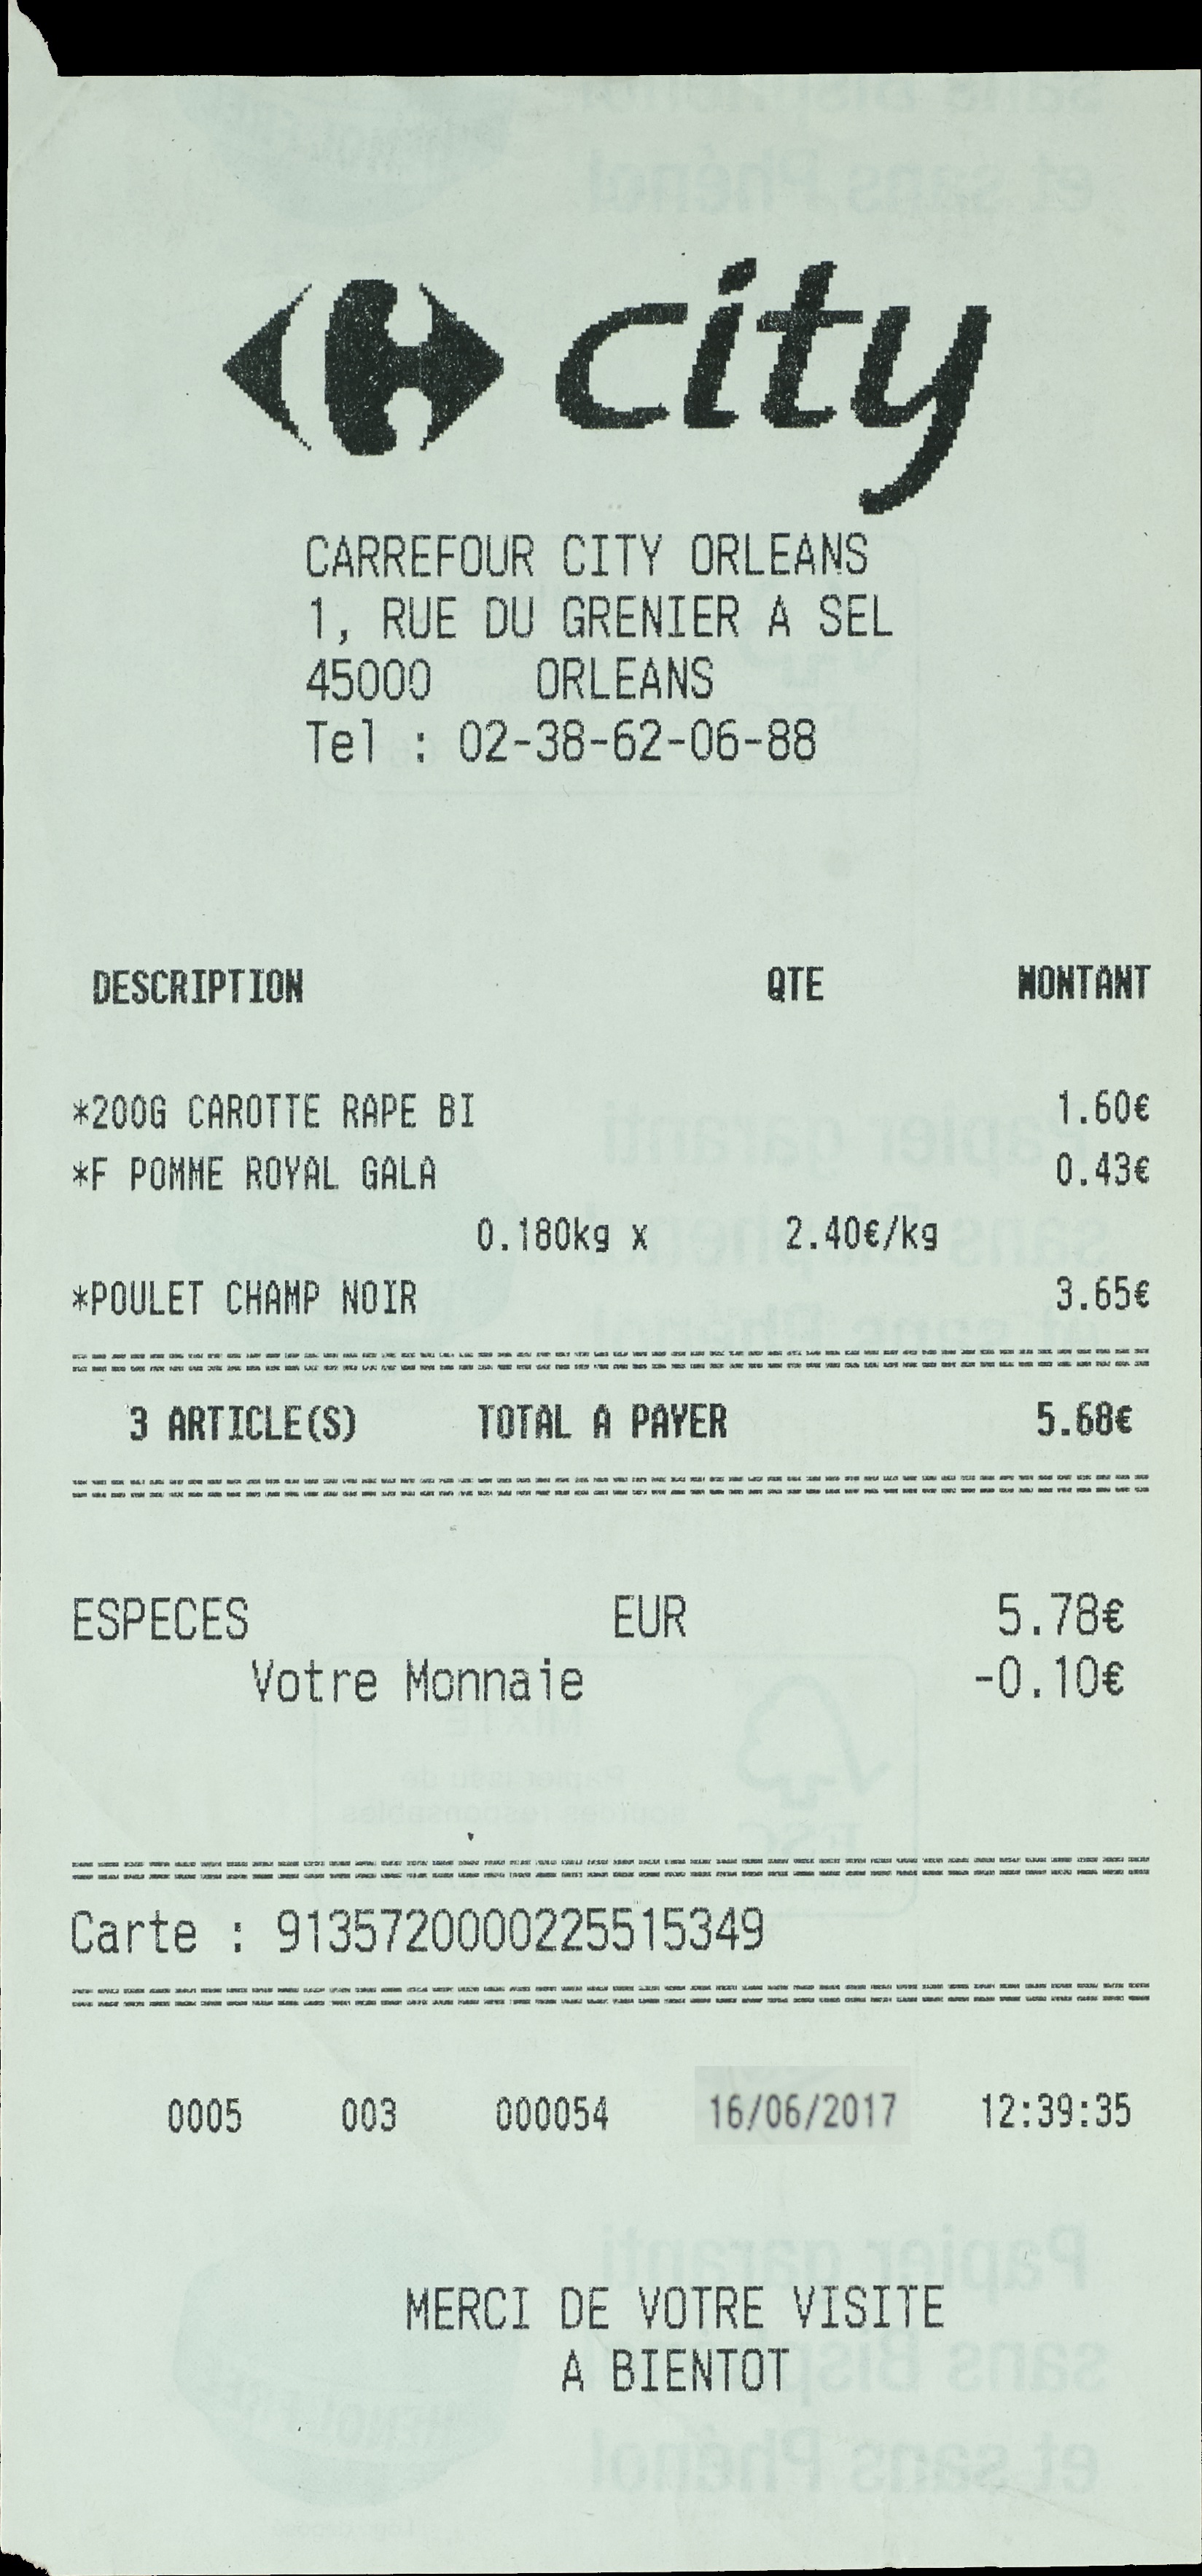 city
CARREFOUR CITY ORLEANS
1, RUE DU GRENIER A SEL
45000 ORLEANS
Tel : 02-38-62-06-88
DESCRIPTION QTE MONTANT
*200G CAROTTE RAPE BI 1.60€
*F POMME ROYAL GALA 0.43€
0.180kg x 2.40€/kg
*POULET CHAMP NOIR 3.65€
3 ARTICLE(S) TOTAL A PAYER 5.68€
ESPECES EUR 5.78€
Votre Monnaie -0.10€
Carte : 9135720000225515349
0005 003 000054 16/06/2017 12:39:35
MERCI DE VOTRE VISITE
A BIENTOT